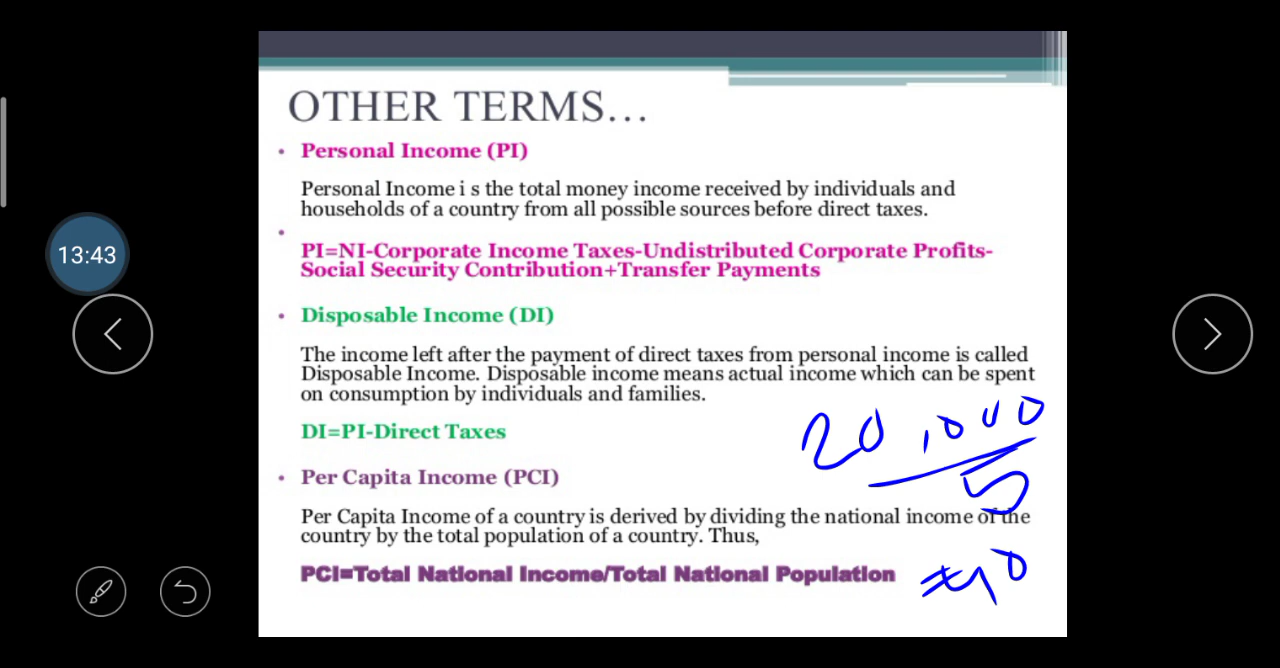 OTHER TERMS...
• Personal Income (PI)
Personal Income i s the total money income received by individuals and
households of a country from all possible sources before direct taxes.
•
PI=NI-Corporate Income Taxes-Undistributed Corporate Profits-
Social Security Contribution+Transfer Payments
13:43
• Disposable Income (DI)
The income left after the payment of direct taxes from personal income is called
Disposable Income. Disposable income means actual income which can be spent
on consumption by individuals and families.
DI=PI-Direct Taxes
20,000
5
• Per Capita Income (PCI)
Per Capita Income of a country is derived by dividing the national income of the
country by the total population of a country. Thus,
PCI=Total National Income/Total National Population